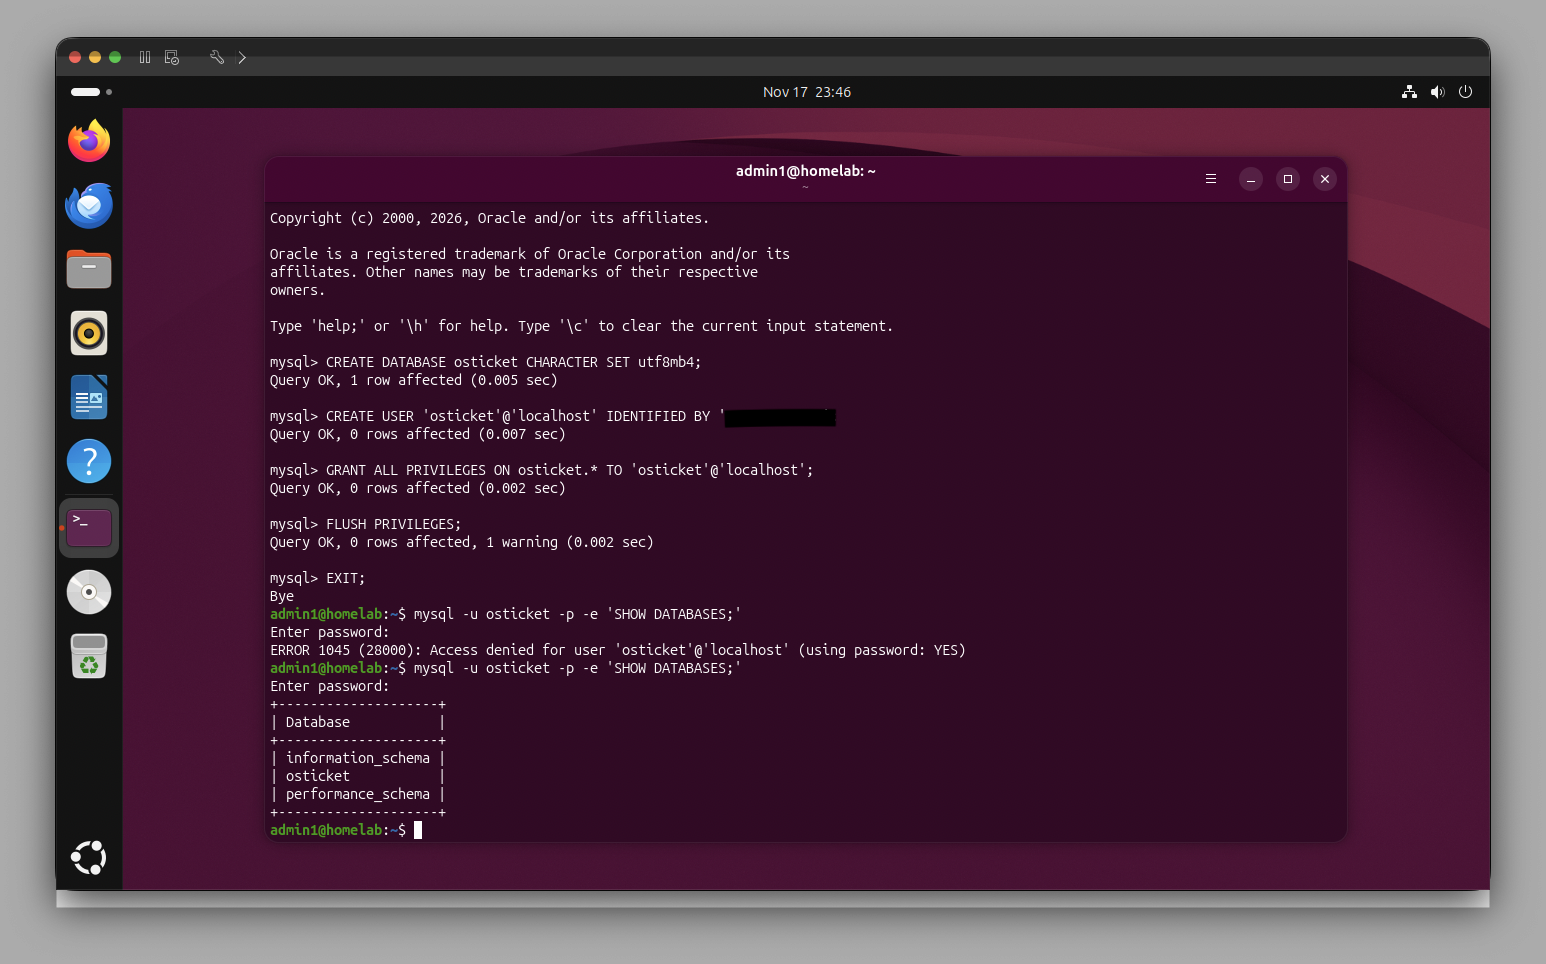 Nov 17 23:46
admin1@homelab: ~
~
Copyright (c) 2000, 2026, Oracle and/or its affiliates.
Oracle is a registered trademark of Oracle Corporation and/or its
affiliates. Other names may be trademarks of their respective
owners.
Type 'help;' or '\h' for help. Type '\c' to clear the current input statement.
mysql> CREATE DATABASE osticket CHARACTER SET utf8mb4;
Query OK, 1 row affected (0.005 sec)
mysql> CREATE USER 'osticket'@'localhost' IDENTIFIED BY '
Query OK, 0 rows affected (0.007 sec)
mysql> GRANT ALL PRIVILEGES ON osticket.* TO 'osticket'@'localhost';
Query OK, 0 rows affected (0.002 sec)
mysql> FLUSH PRIVILEGES;
Query OK, 0 rows affected, 1 warning (0.002 sec)
mysql> EXIT;
Bye
admin1@homelab:~$ mysql -u osticket -p -e 'SHOW DATABASES;'
Enter password:
ERROR 1045 (28000): Access denied for user 'osticket'@'localhost' (using password: YES)
admin1@homelab:~$ mysql -u osticket -p -e 'SHOW DATABASES;'
Enter password:
+--------------------+
| Database           |
+--------------------+
| information_schema |
| osticket           |
| performance_schema |
+--------------------+
admin1@homelab:~$